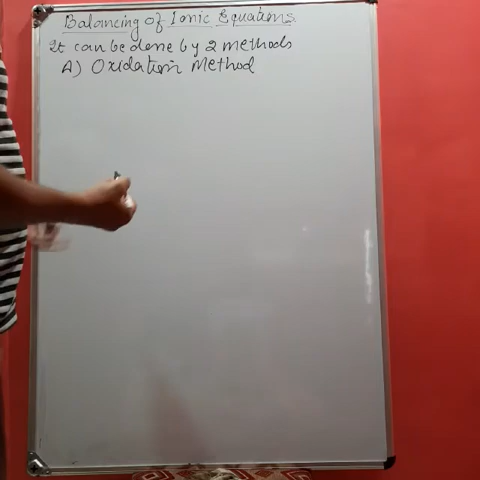 Balancing of Ionic Equations
It can be done by 2 methods
A) Oxidation Method